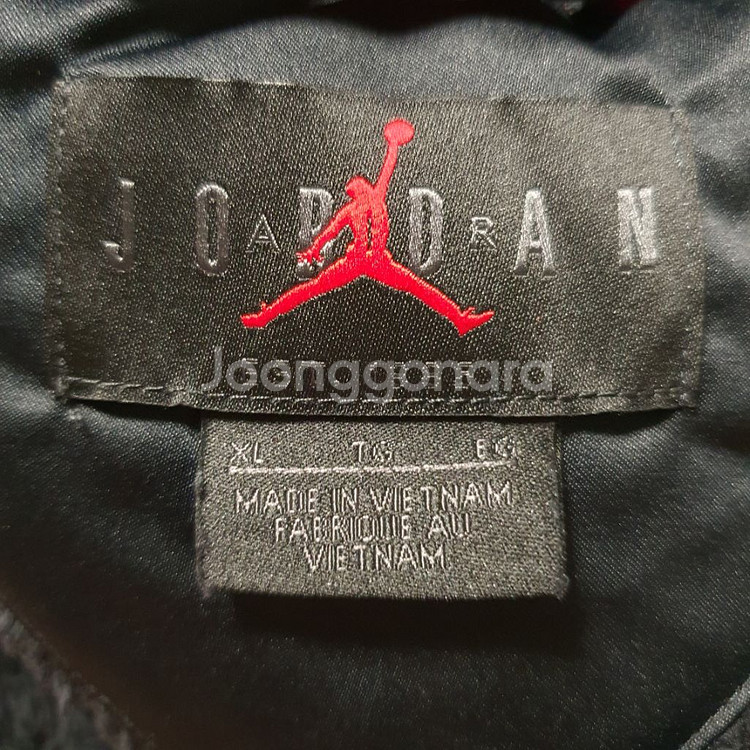 JORDAN
AIR
Joonggonara
XL TG EG
MADE IN VIETNAM
FABRIQUE AU
VIETNAM